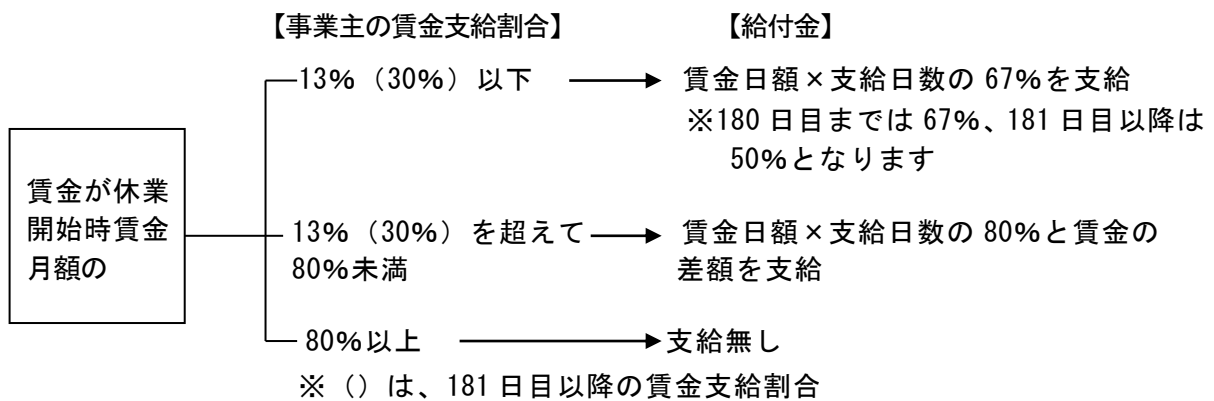 【事業主の賃金支給割合】 【給付金】
13%（30%）以下 賃金日額×支給日数の 67%を支給
※180 日目までは 67%、181 日目以降は
50%となります
賃金が休業
開始時賃金
月額の
13%（30%）を超えて
80%未満
賃金日額×支給日数の 80%と賃金の
差額を支給
80%以上 支給無し
※（）は、181 日目以降の賃金支給割合